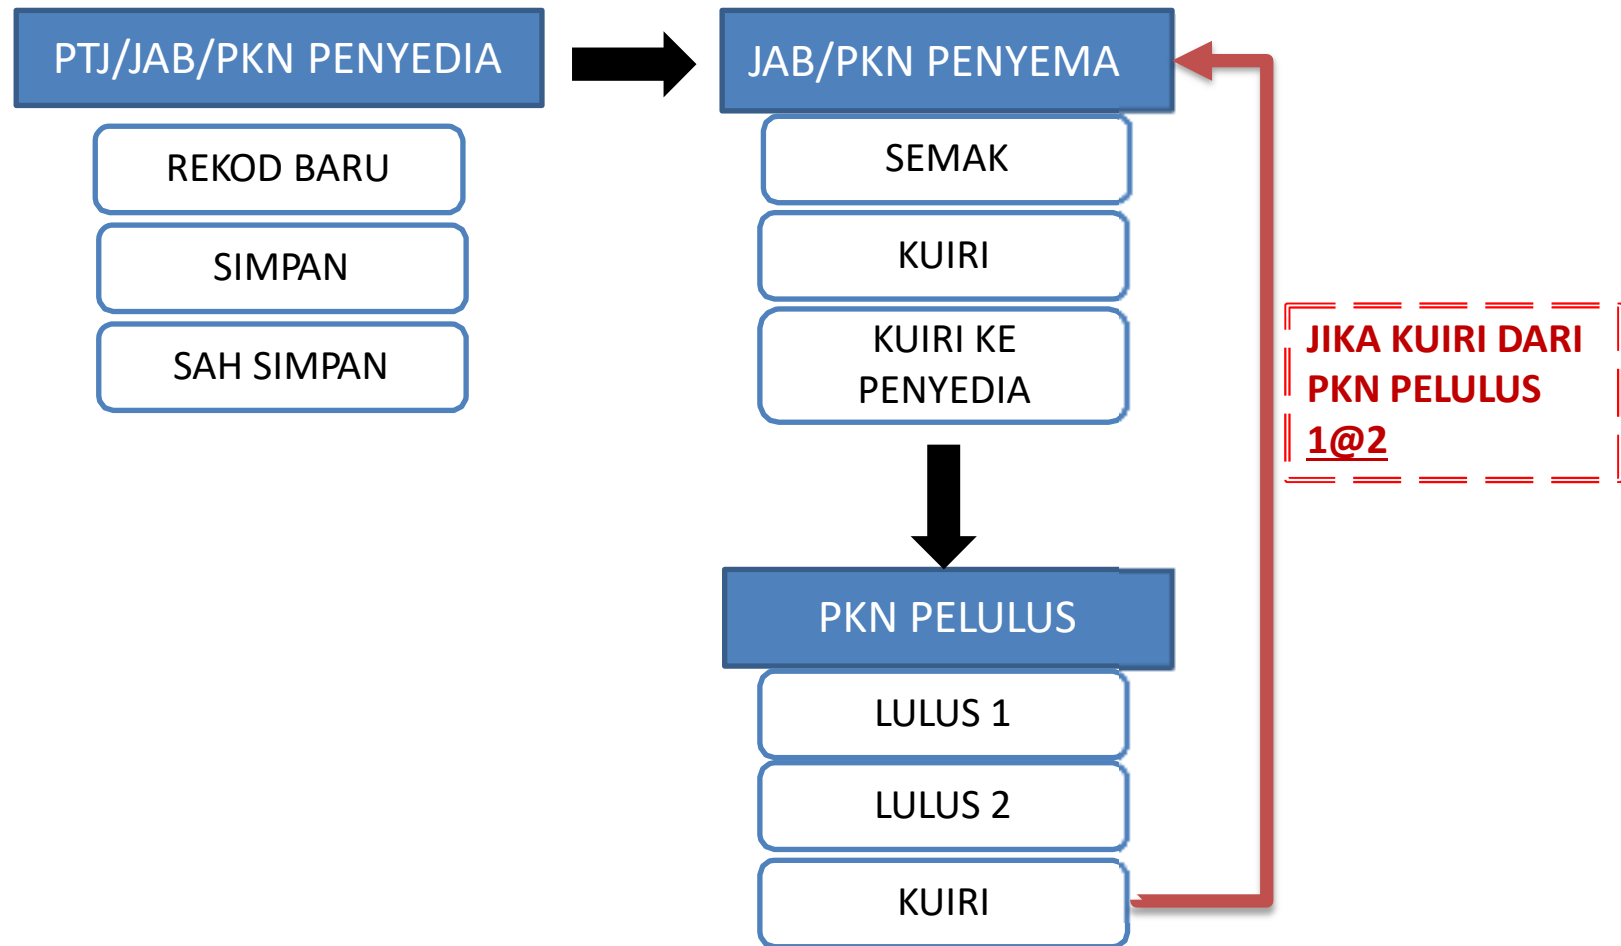 PTJ/JAB/PKN PENYEDIA
REKOD BARU
SIMPAN
SAH SIMPAN
JAB/PKN PENYEMA
SEMAK
KUIRI
KUIRI KE
PENYEDIA
JIKA KUIRI DARI
PKN PELULUS
1@2
PKN PELULUS
LULUS 1
LULUS 2
KUIRI